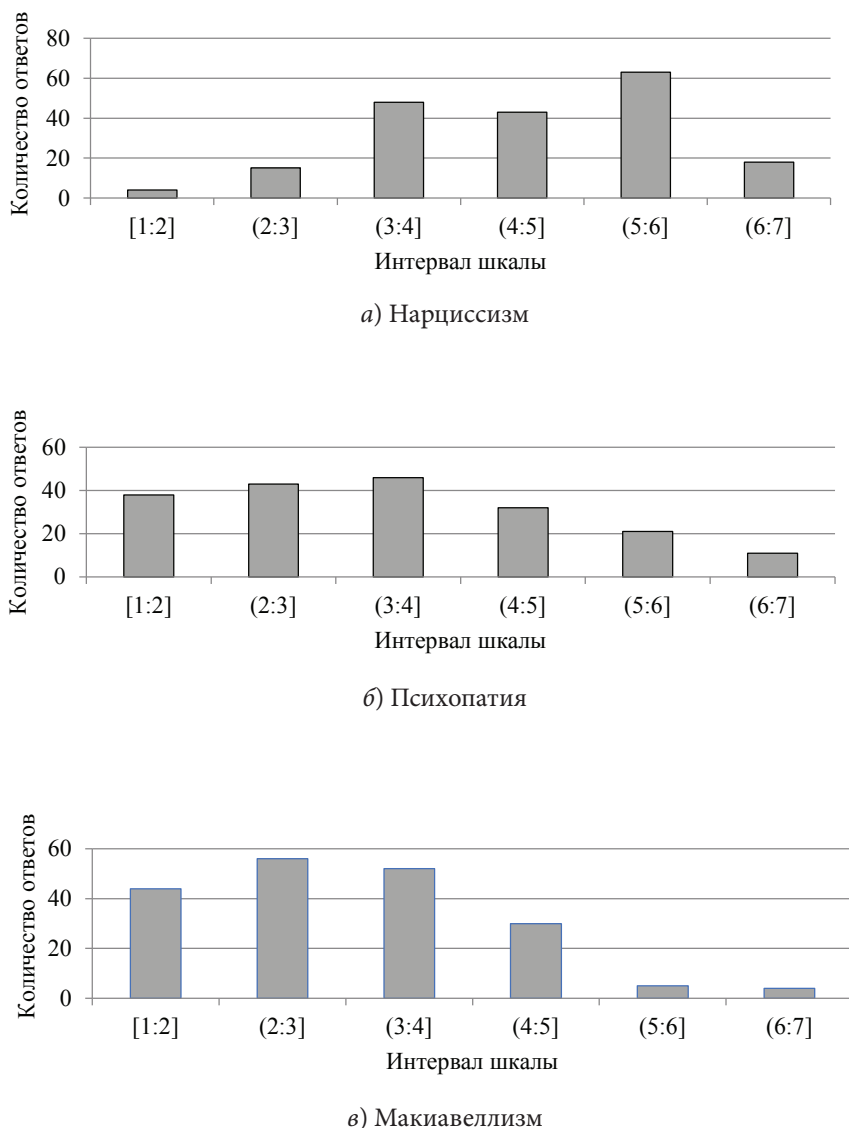 Количество ответов
80
60
40
20
0
[1:2] (2:3] (3:4] (4:5] (5:6] (6:7]
Интервал шкалы
а) Нарциссизм
Количество ответов
60
40
20
0
[1:2] (2:3] (3:4] (4:5] (5:6] (6:7]
Интервал шкалы
б) Психопатия
Количество ответов
60
40
20
0
[1:2] (2:3] (3:4] (4:5] (5:6] (6:7]
Интервал шкалы
в) Макиавеллизм